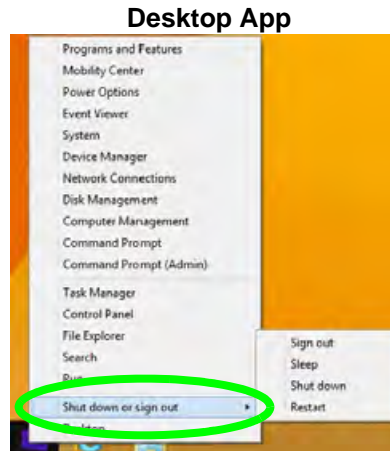 Desktop App
Programs and Features
Mobility Center
Power Options
Event Viewer
System
Device Manager
Network Connections
Disk Management
Computer Management
Command Prompt
Command Prompt (Admin)
Task Manager
Control Panel
File Explorer
Search
Run
Shut down or sign out
Desktop
Sign out
Sleep
Shut down
Restart